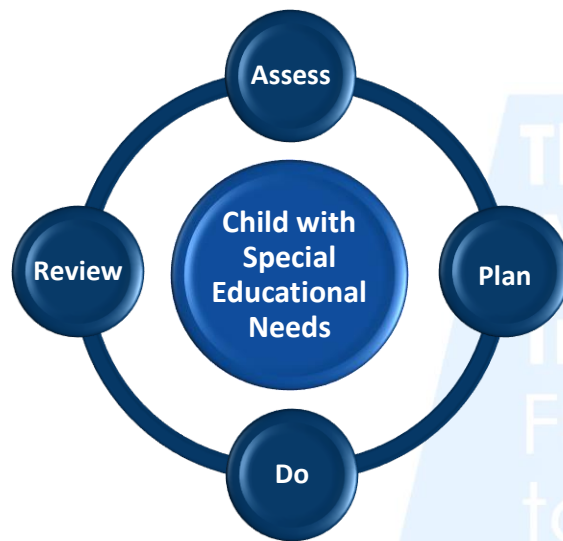 Assess
Child with
Special
Educational
Needs
Review
Plan
Do